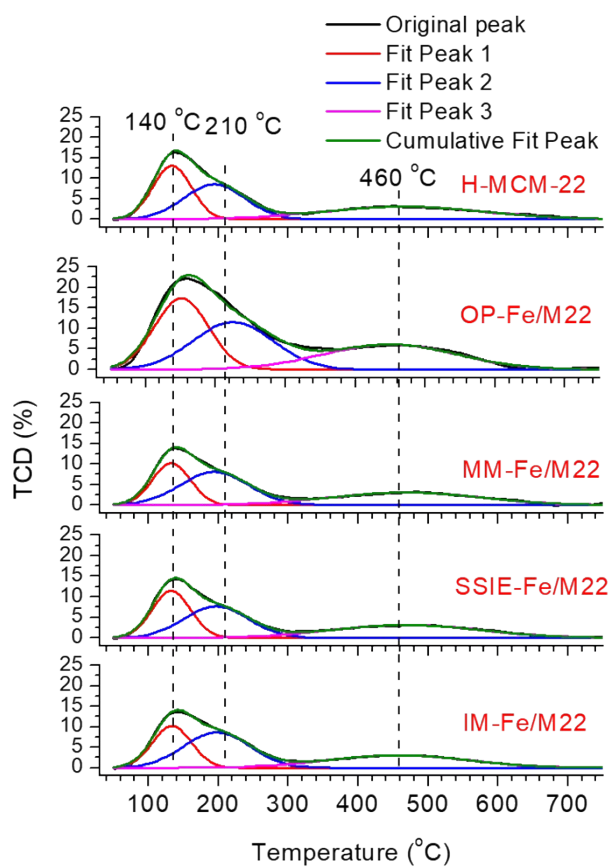 Original peak
Fit Peak 1
Fit Peak 2
Fit Peak 3
Cumulative Fit Peak
140 °C
210 °C
460 °C
25
20
15
10
5
0
H-MCM-22
25
20
15
10
5
0
OP-Fe/M22
25
20
15
10
5
0
MM-Fe/M22
25
20
15
10
5
0
SSIE-Fe/M22
25
20
15
10
5
0
IM-Fe/M22
TCD (%)
100 200 300 400 500 600 700
Temperature (°C)